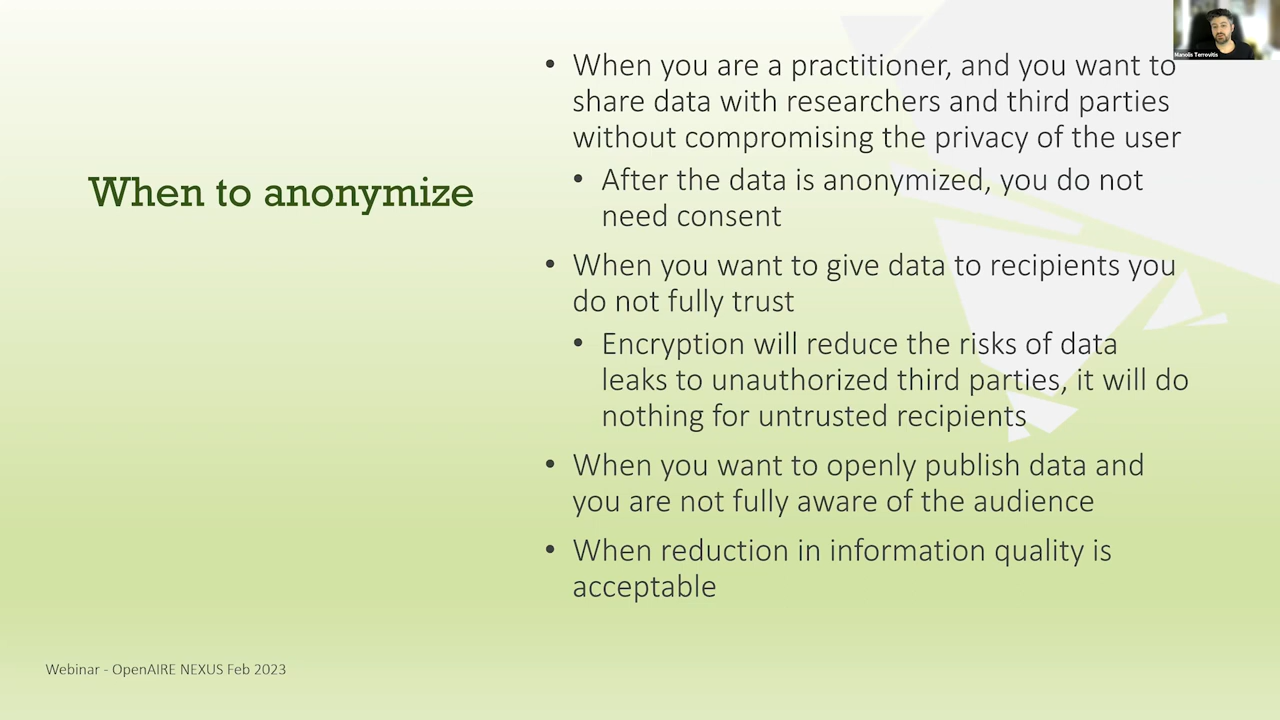 Manolis Terrovitis
When to anonymize
• When you are a practitioner, and you want to
share data with researchers and third parties
without compromising the privacy of the user
• After the data is anonymized, you do not
need consent
• When you want to give data to recipients you
do not fully trust
• Encryption will reduce the risks of data
leaks to unauthorized third parties, it will do
nothing for untrusted recipients
• When you want to openly publish data and
you are not fully aware of the audience
• When reduction in information quality is
acceptable
Webinar - OpenAIRE NEXUS Feb 2023